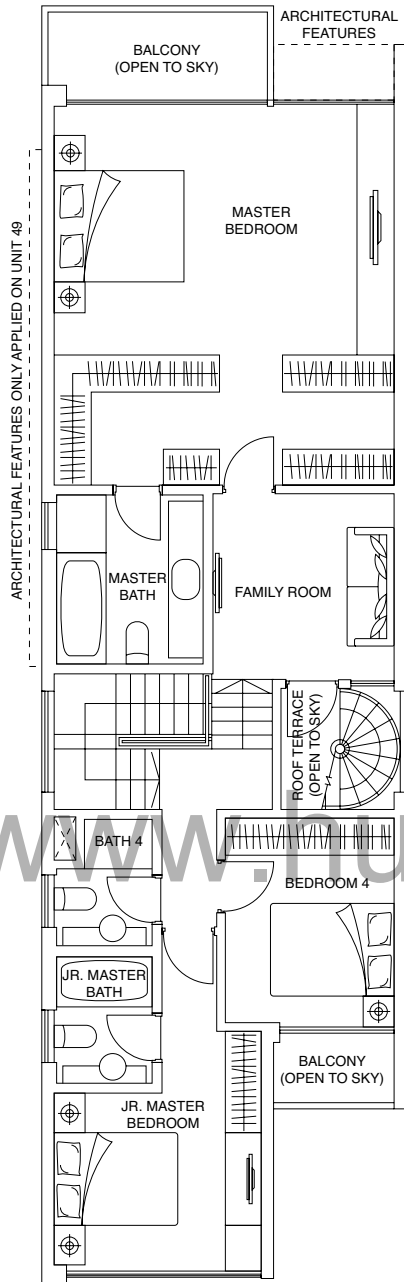 ARCHITECTURAL
FEATURES
BALCONY
(OPEN TO SKY)
MASTER
BEDROOM
ARCHITECTURAL FEATURES ONLY APPLIED ON UNIT 49
MASTER
BATH
FAMILY ROOM
ROOF TERRACE
(OPEN TO SKY)
www.hu
BATH 4
BEDROOM 4
JR. MASTER
BATH
BALCONY
(OPEN TO SKY)
JR. MASTER
BEDROOM